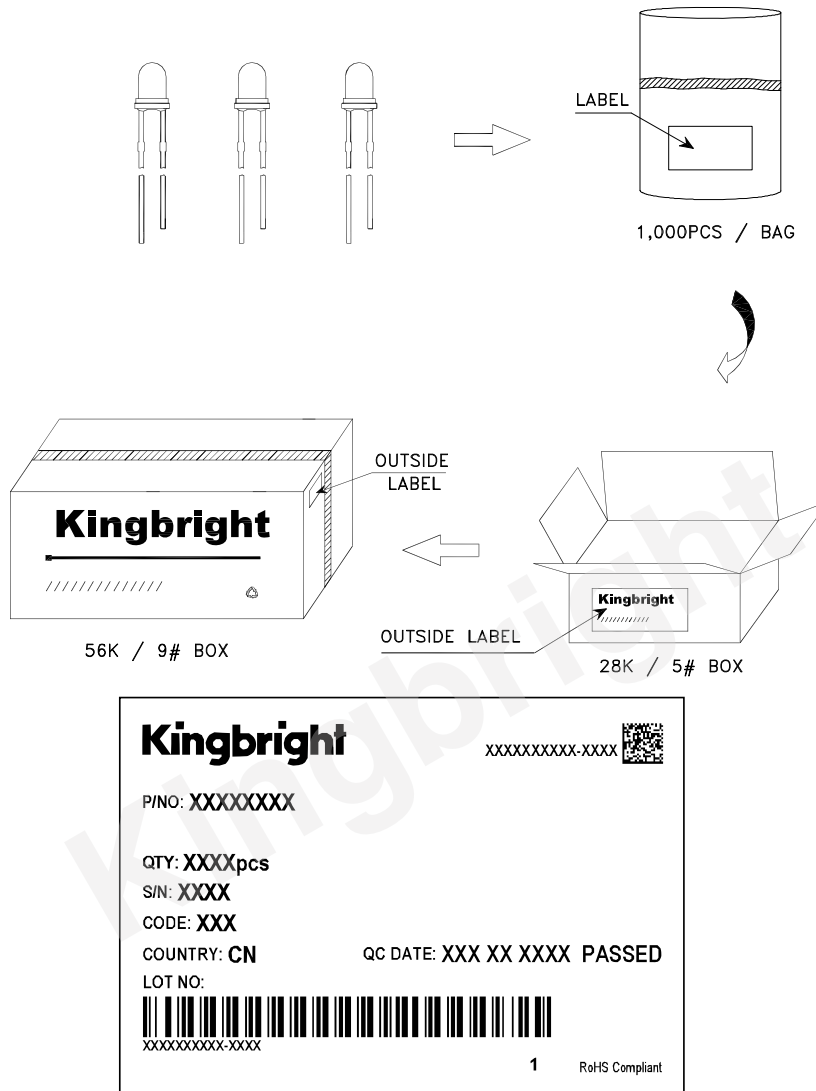 LABEL
1,000PCS / BAG
OUTSIDE
LABEL
Kingbright
56K / 9# BOX
Kingbright
OUTSIDE LABEL
28K / 5# BOX
Kingbright
Kingbright
XXXXXXXXXX-XXXX
P/NO: XXXXXXXX
QTY: XXXXpcs
S/N: XXXX
CODE: XXX
COUNTRY: CN
QC DATE: XXX XX XXXX PASSED
LOT NO:
XXXXXXXXXX-XXXX
1
RoHS Compliant